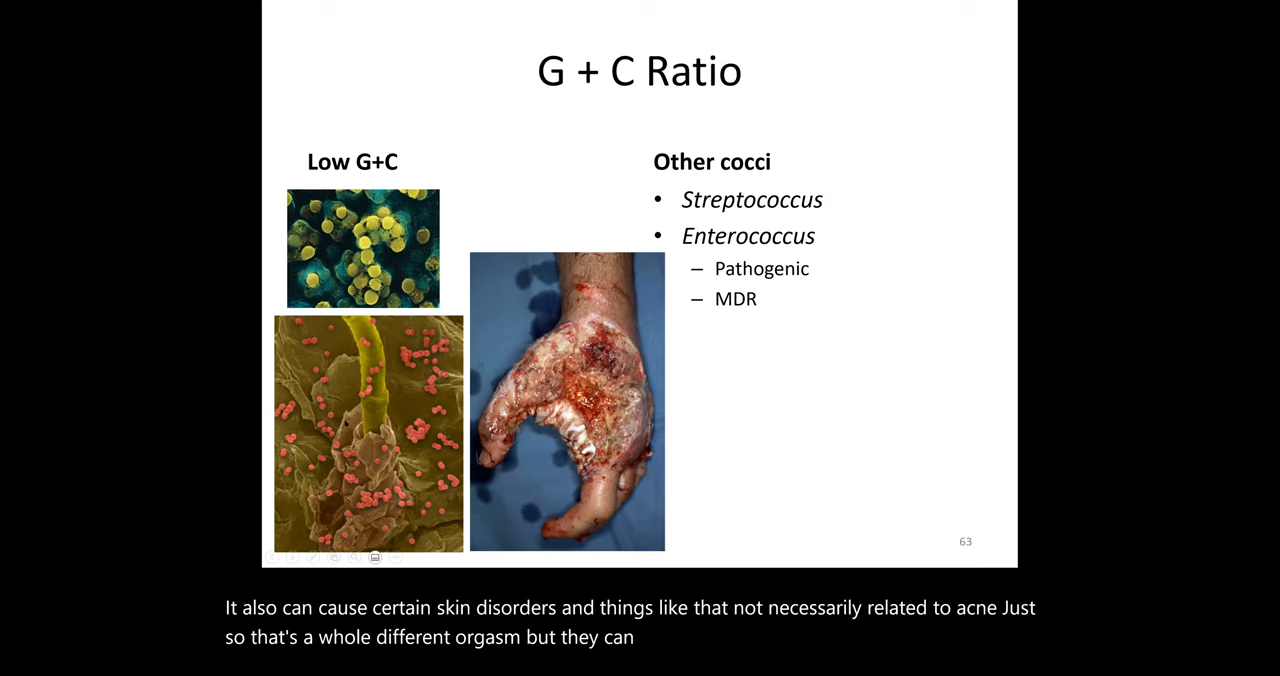 G + C Ratio
Low G+C
Other cocci
• Streptococcus
• Enterococcus
– Pathogenic
– MDR
63
It also can cause certain skin disorders and things like that not necessarily related to acne Just
so that's a whole different orgasm but they can